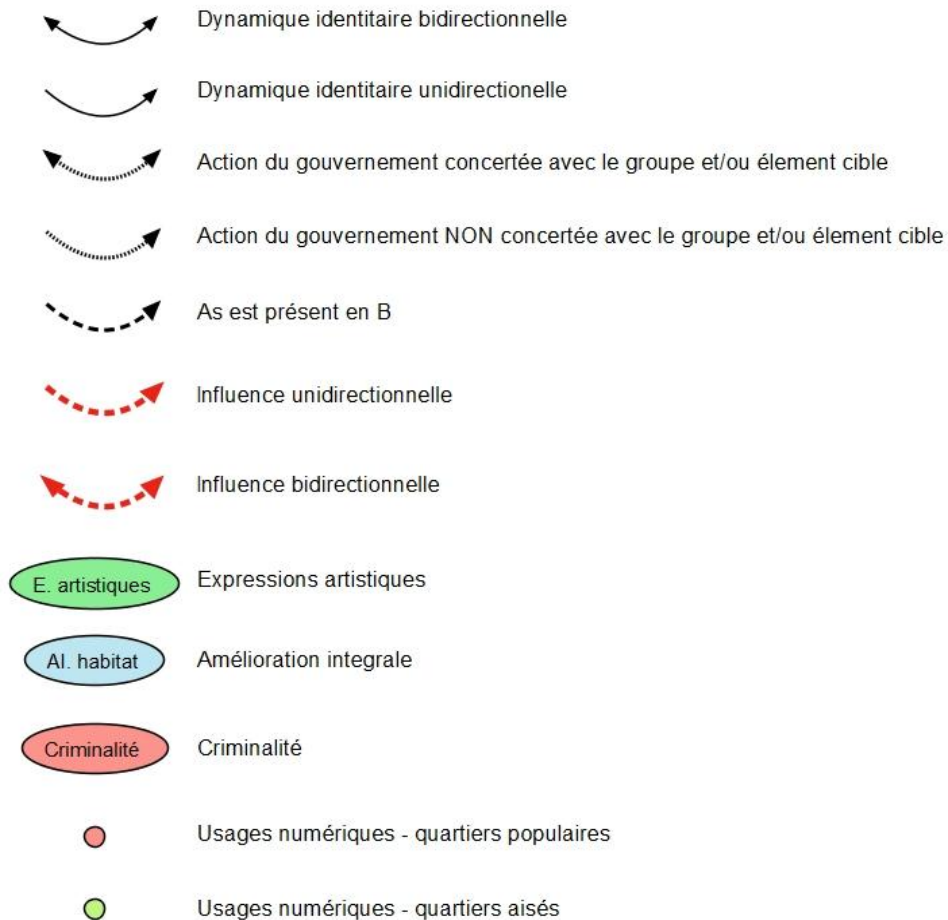 Dynamique identitaire bidirectionnelle
Dynamique identitaire unidirectionelle
Action du gouvernement concertée avec le groupe et/ou élement cible
Action du gouvernement NON concertée avec le groupe et/ou élement cible
As est présent en B
Influence unidirectionnelle
Influence bidirectionnelle
E. artistiques Expressions artistiques
AI. habitat Amélioration integrale
Criminalité Criminalité
Usages numériques - quartiers populaires
Usages numériques - quartiers aisés